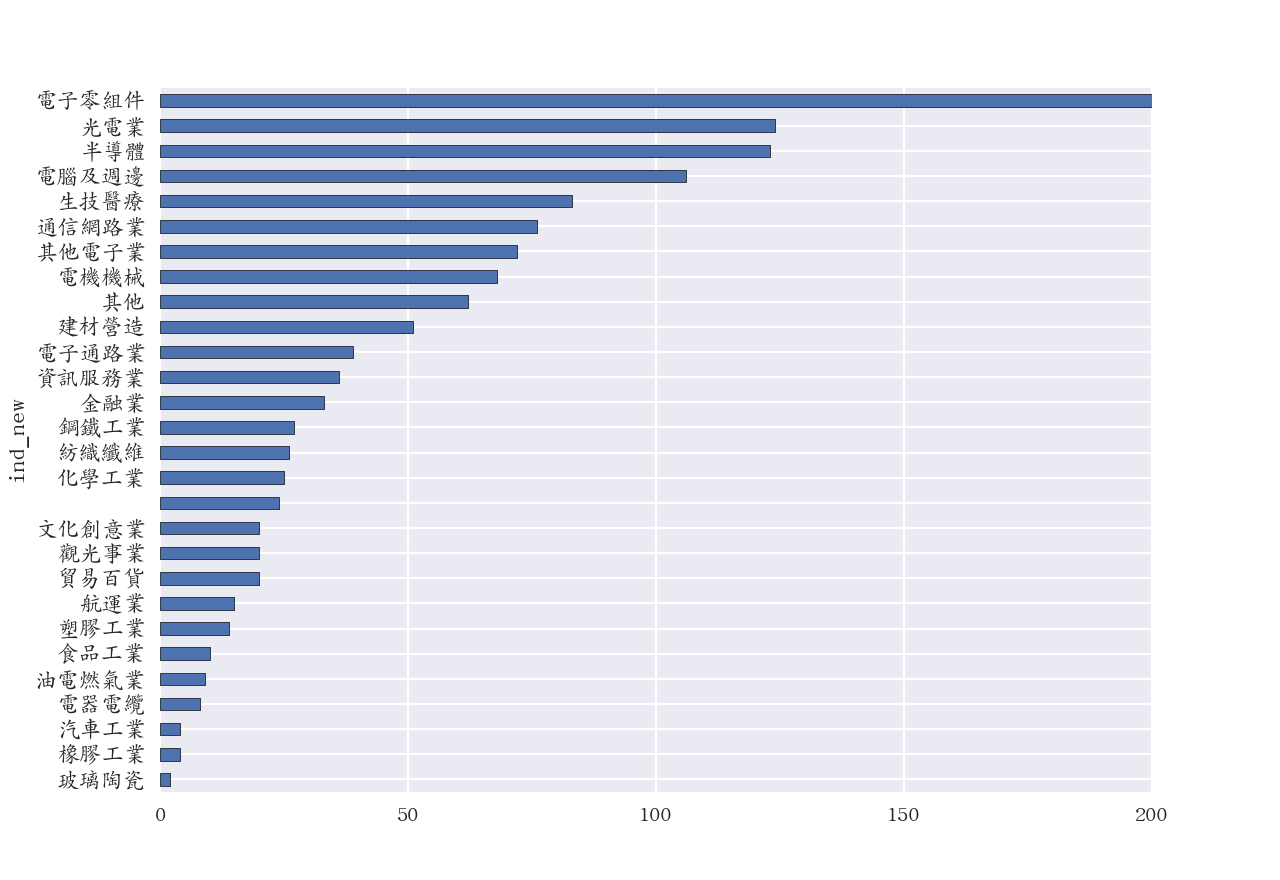 電子零組件
光電業
半導體
電腦及週邊
生技醫療
通信網路業
其他電子業
電機機械
其他
建材營造
電子通路業
資訊服務業
金融業
鋼鐵工業
紡織纖維
化學工業
文化創意業
觀光事業
貿易百貨
航運業
塑膠工業
食品工業
油電燃氣業
電器電纜
汽車工業
橡膠工業
玻璃陶瓷
ind_new
0 50 100 150 200